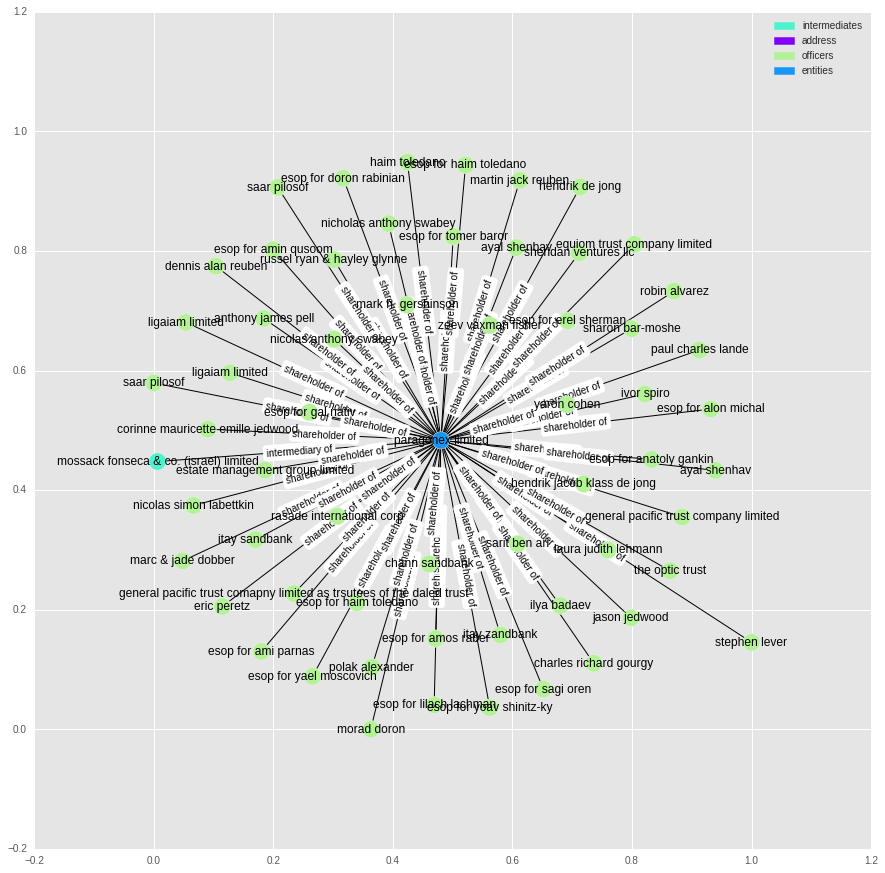 1.2
intermediates
address
officers
entities
1.0
haim toledano
esop for haim toledano
esop for doron rabinian
martin jack reuben
saar pilosof
hendrik de jong
nicholas anthony swabey
esop for tomer baror
ayal shenhav
equiom trust company limited
0.8
esop for amin qusoom
russel ryan & hayley glynne
sheridan ventures llc
dennis alan reuben
robin alvarez
mark h. gershinson
ligaiam limited
anthony james pell
zeev vaxman fisher
esop for erel sherman
sharon bar-moshe
nicolas anthony swabey
paul charles lande
0.6
ligaiam limited
saar pilosof
ivor spiro
esop for gal nativ
yaron cohen
esop for alon michal
corinne mauricette emille jedwood
paragonex limited
mossack fonseca & co. (israel) limited
intermediary of
shareholder of
esop for anatoly gankin
estate management group limited
ayal shenhav
0.4
hendrik jacob klass de jong
nicolas simon labettkin
rasade international corp
general pacific trust company limited
itay sandbank
sarit ben ari
laura judith lehmann
marc & jade dobber
chann sandbank
the optic trust
general pacific trust comapny limited as trsutees of the daled trust
eric peretz
esop for haim toledano
ilya badaev
0.2
jason jedwood
esop for amos raber
itay zandbank
stephen lever
esop for ami parnas
polak alexander
charles richard gourgy
esop for yael moscovich
esop for sagi oren
esop for lilach lachman
esop for yoav shinitz-ky
0.0
morad doron
−0.2
−0.2
0.0
0.2
0.4
0.6
0.8
1.0
1.2